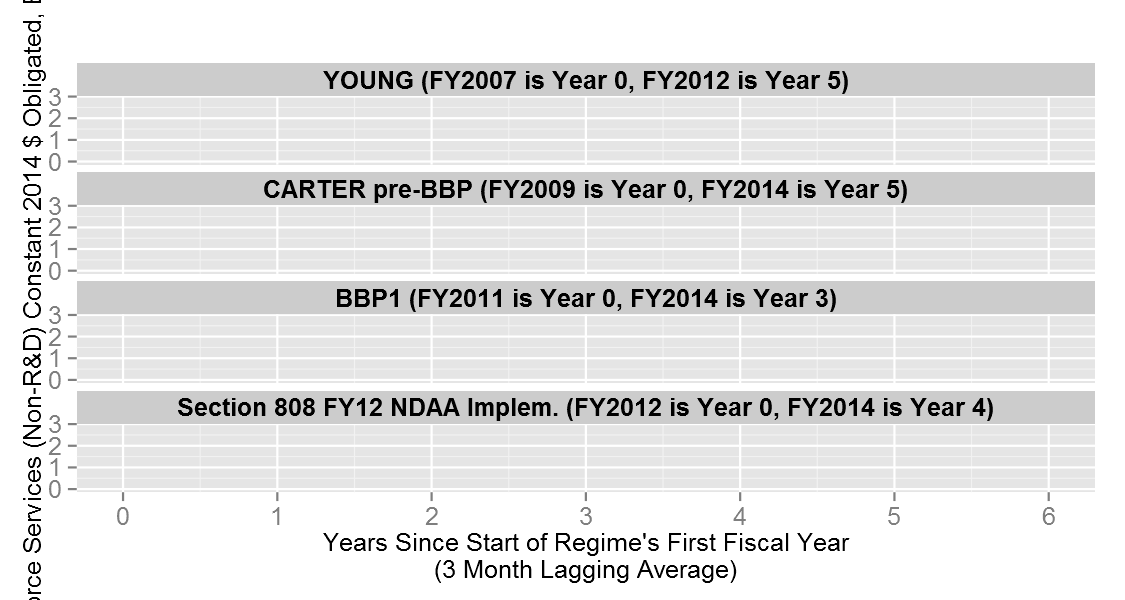 YOUNG (FY2007 is Year 0, FY2012 is Year 5)
3
2
1
0
CARTER pre-BBP (FY2009 is Year 0, FY2014 is Year 5)
3
2
1
0
BBP1 (FY2011 is Year 0, FY2014 is Year 3)
3
2
1
0
Section 808 FY12 NDAA Implem. (FY2012 is Year 0, FY2014 is Year 4)
3
2
1
0
0 1 2 3 4 5 6
Years Since Start of Regime's First Fiscal Year
(3 Month Lagging Average)
orce Services (Non-R&D) Constant 2014 $ Obligated,